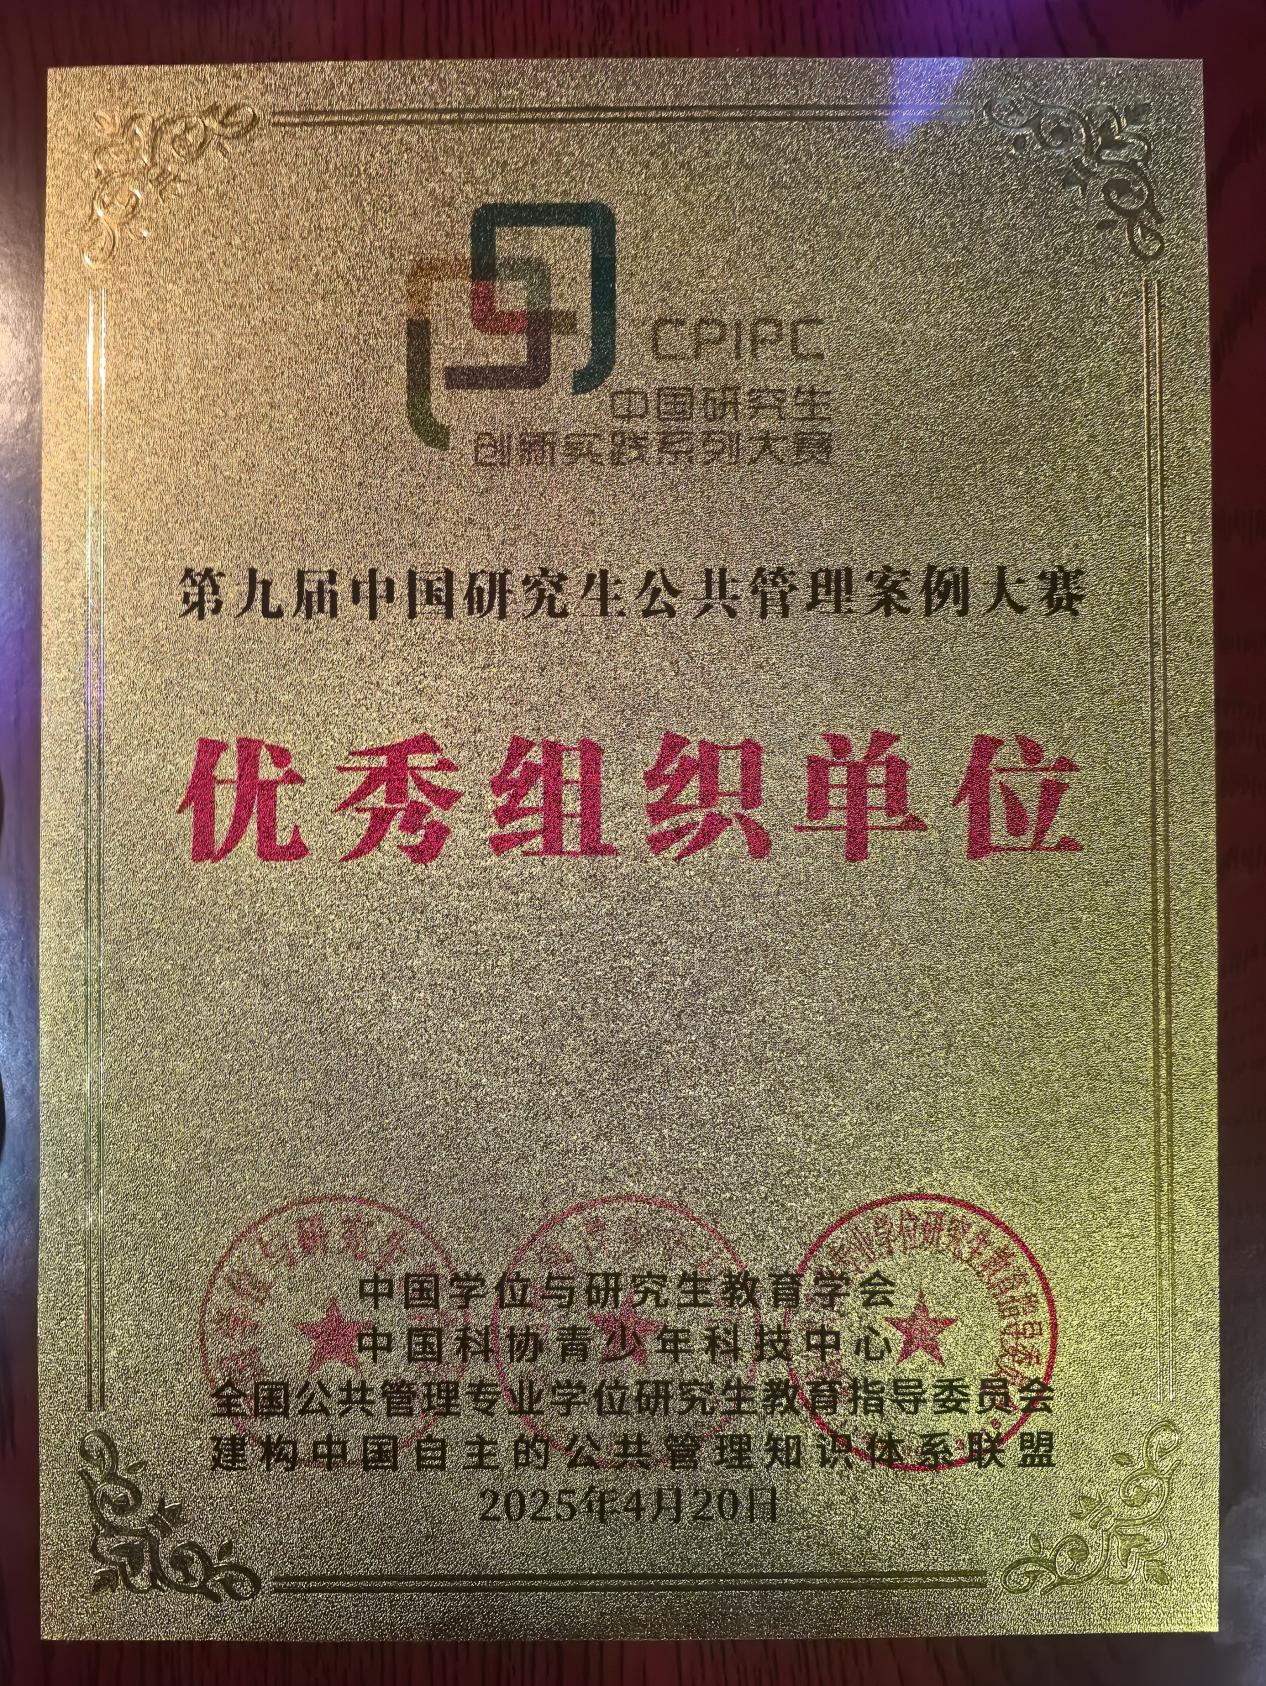 CPIPC
中国研究生
创新实践系列大赛
第九届中国研究生公共管理案例大赛
优秀组织单位
中国学位与研究生教育学会
中国科协青少年科技中心
全国公共管理专业学位研究生教育指导委员会
建构中国自主的公共管理知识体系联盟
2025年4月20日